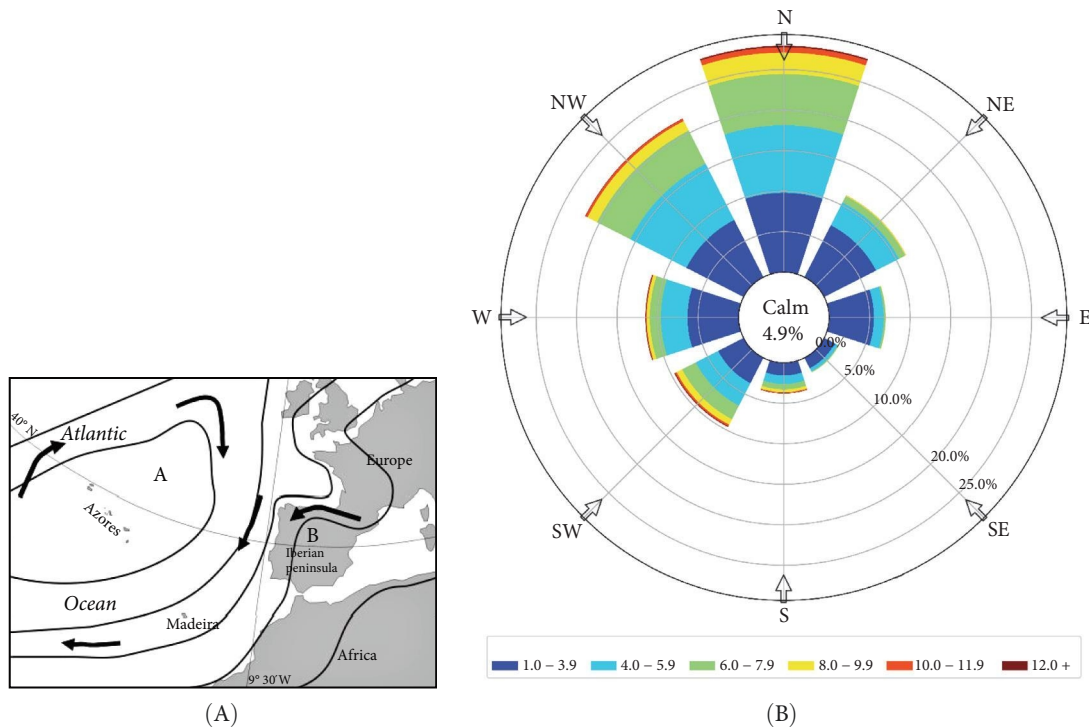 40° N
Atlantic
A
Azores
Europe
B
Iberian
peninsula
Ocean
Madeira
Africa
9° 30′W
(A)
N
NW
NE
W
Calm
4.9%
E
0.0%
5.0%
10.0%
20.0%
25.0%
SW
SE
S
1.0 – 3.9 4.0 – 5.9 6.0 – 7.9 8.0 – 9.9 10.0 – 11.9 12.0 +
(B)